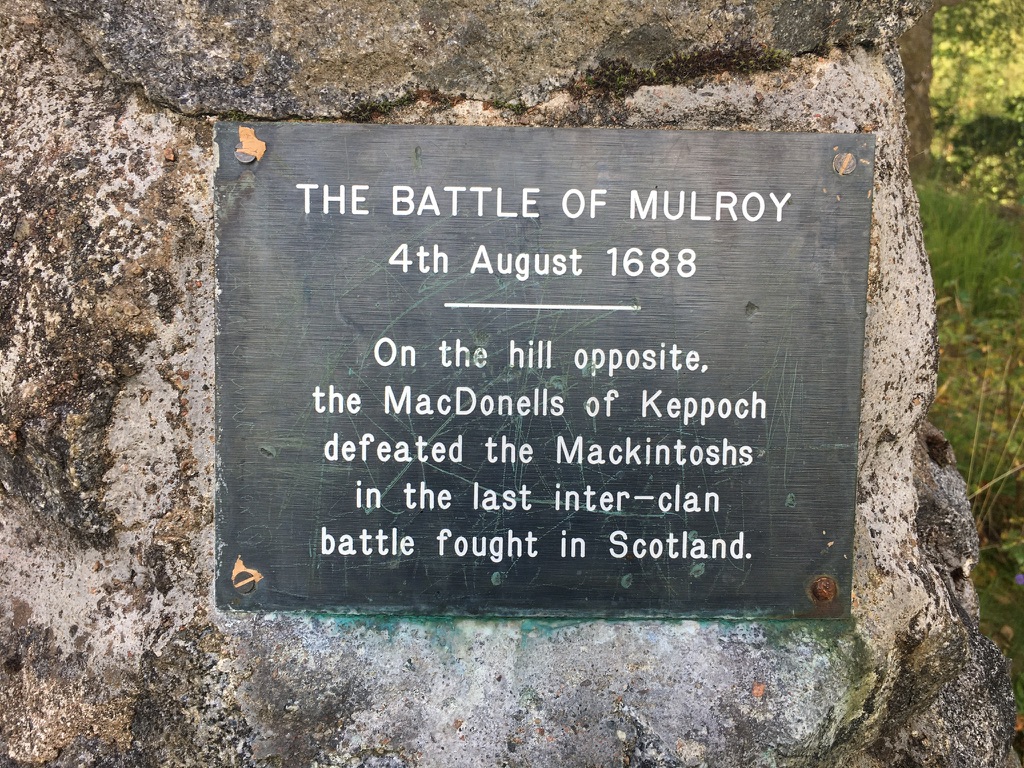 THE BATTLE OF MULROY
4th August 1688
On the hill opposite,
the MacDonells of Keppoch
defeated the Mackintoshs
in the last inter-clan
battle fought in Scotland.